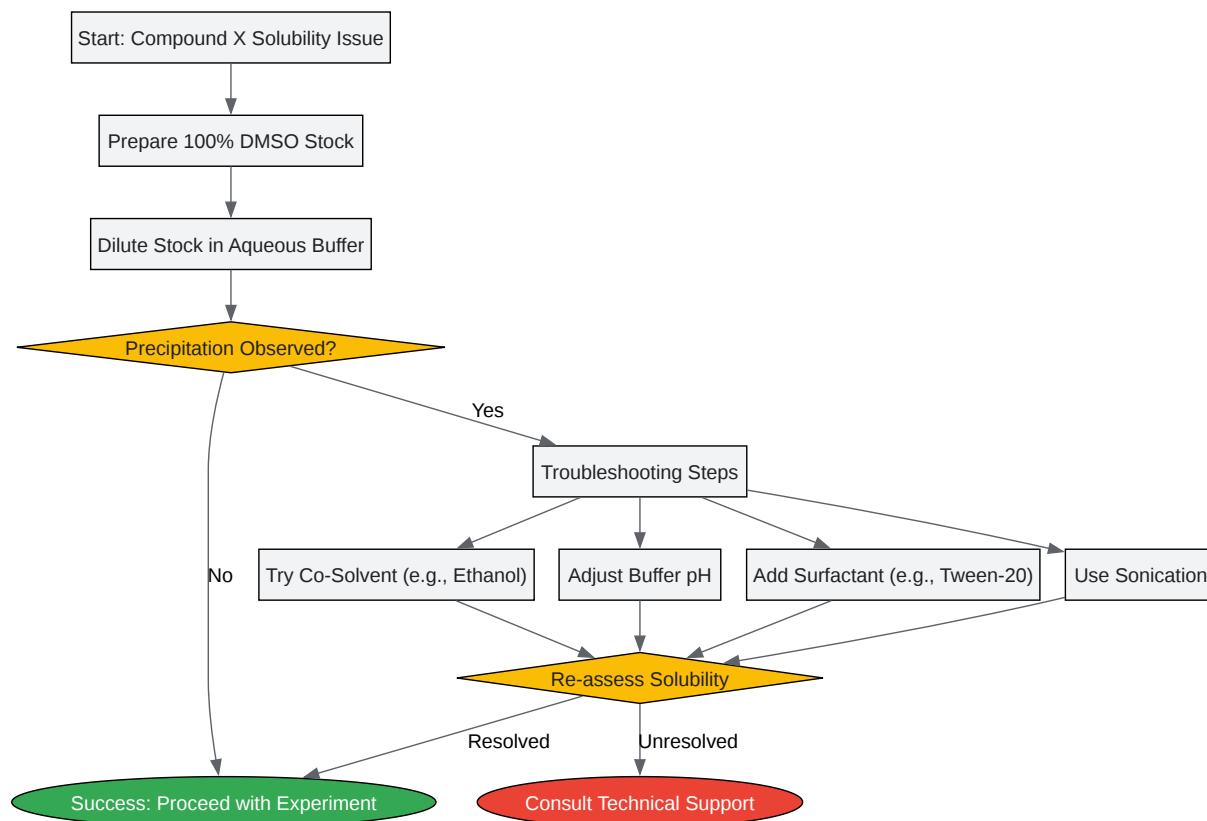 Start: Compound X Solubility Issue
Prepare 100% DMSO Stock
Dilute Stock in Aqueous Buffer
Precipitation Observed?
Yes
Troubleshooting Steps
No
Try Co-Solvent (e.g., Ethanol)
Adjust Buffer pH
Add Surfactant (e.g., Tween-20)
Use Sonication
Re-assess Solubility
Resolved
Unresolved
Success: Proceed with Experiment
Consult Technical Support